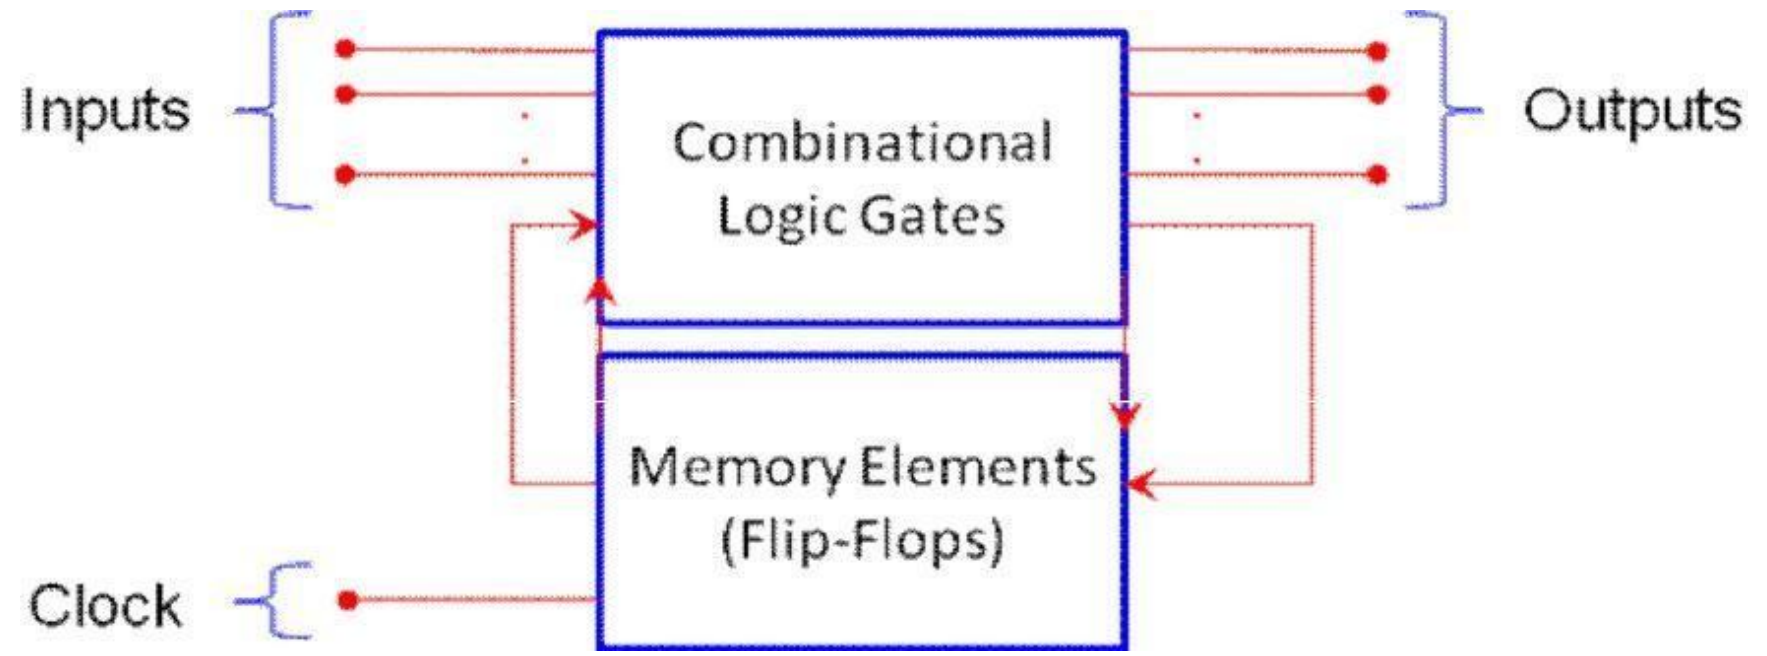 Inputs
Combinational
Logic Gates
Outputs
Memory Elements
(Flip-Flops)
Clock